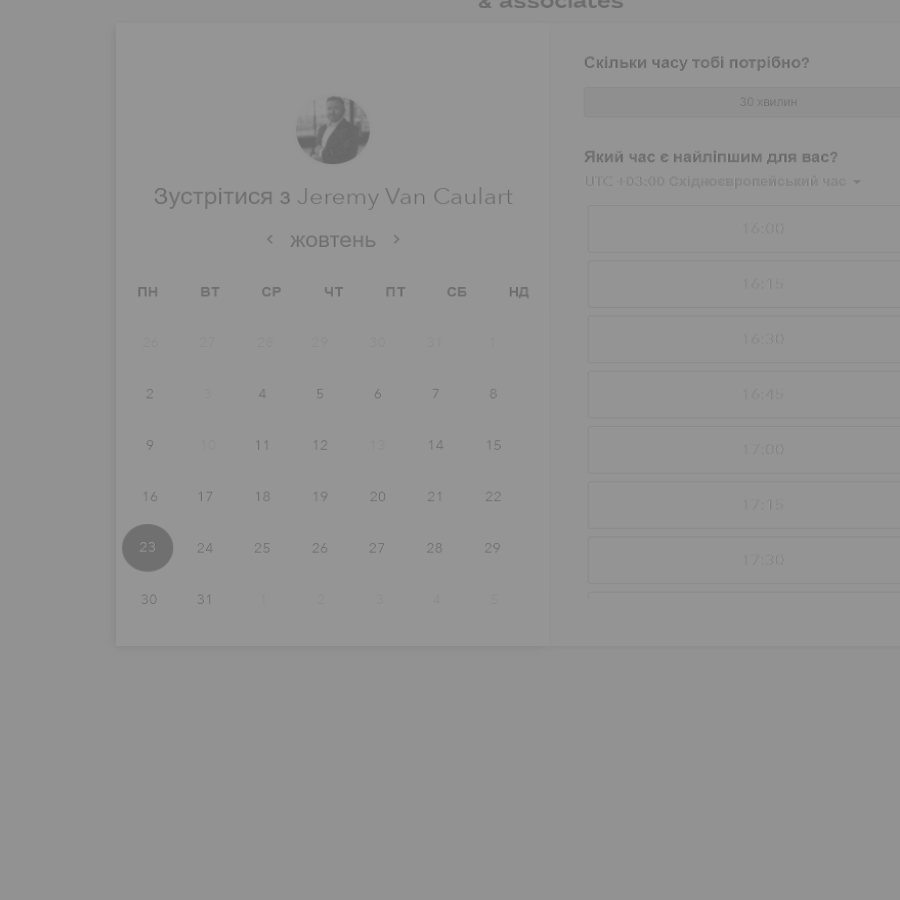 & associates
Зустрітися з Jeremy Van Caulart
‹ жовтень ›
ПН ВТ СР ЧТ ПТ СБ НД
26 27 28 29 30 31 1
2 3 4 5 6 7 8
9 10 11 12 13 14 15
16 17 18 19 20 21 22
23 24 25 26 27 28 29
30 31 1 2 3 4 5
Скільки часу тобі потрібно?
30 хвилин
Який час є найліпшим для вас?
UTC +03:00 Східноєвропейський час
16:00
16:15
16:30
16:45
17:00
17:15
17:30